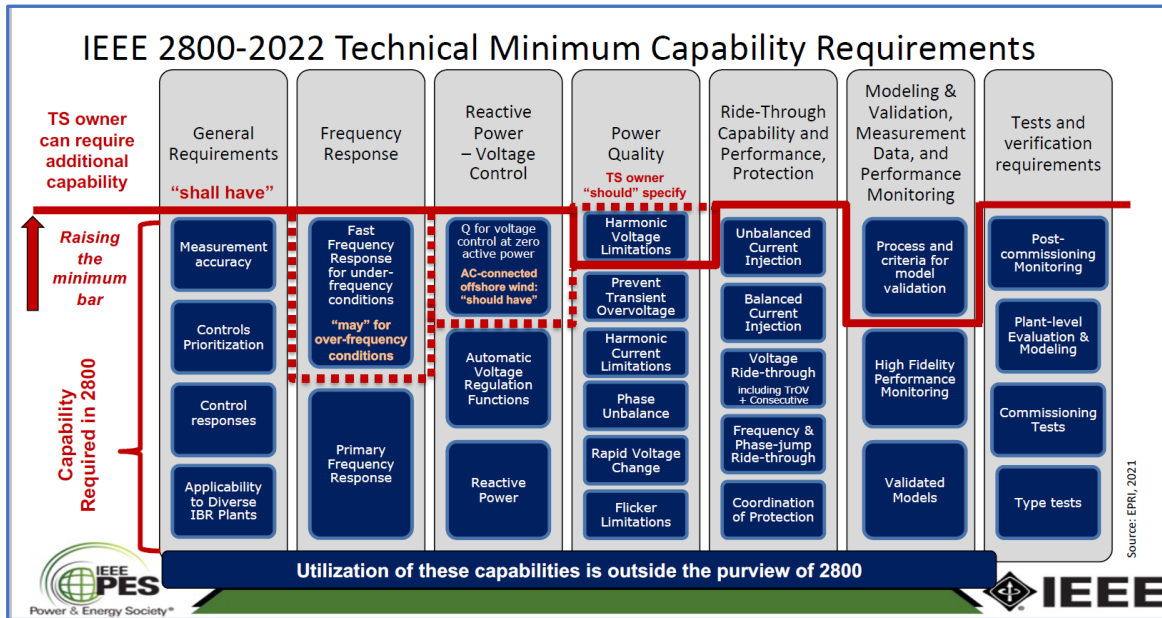 IEEE 2800-2022 Technical Minimum Capability Requirements
TS owner
can require
additional
capability
Raising
the
minimum
bar
Capability
Required in 2800
General
Requirements
“shall have”
Measurement
accuracy
Controls
Prioritization
Control
responses
Applicability
to Diverse
IBR Plants
Frequency
Response
Fast
Frequency
Response
for under-
frequency
conditions
“may” for
over-frequency
conditions
Primary
Frequency
Response
Reactive
Power
– Voltage
Control
Q for voltage
control at zero
active power
AC-connected
offshore wind:
“should have”
Automatic
Voltage
Regulation
Functions
Reactive
Power
Power
Quality
TS owner
“should” specify
Harmonic
Voltage
Limitations
Prevent
Transient
Overvoltage
Harmonic
Current
Limitations
Phase
Unbalance
Rapid Voltage
Change
Flicker
Limitations
Ride-Through
Capability and
Performance,
Protection
Unbalanced
Current
Injection
Balanced
Current
Injection
Voltage
Ride-through
including TrOV
+ Consecutive
Frequency &
Phase-jump
Ride-through
Coordination
of Protection
Modeling &
Validation,
Measurement
Data, and
Performance
Monitoring
Process and
criteria for
model
validation
High Fidelity
Performance
Monitoring
Validated
Models
Tests and
verification
requirements
Post-
commissioning
Monitoring
Plant-level
Evaluation &
Modeling
Commissioning
Tests
Type tests
Source: EPRI, 2021
Utilization of these capabilities is outside the purview of 2800
IEEE
PES
Power & Energy Society®
IEEE